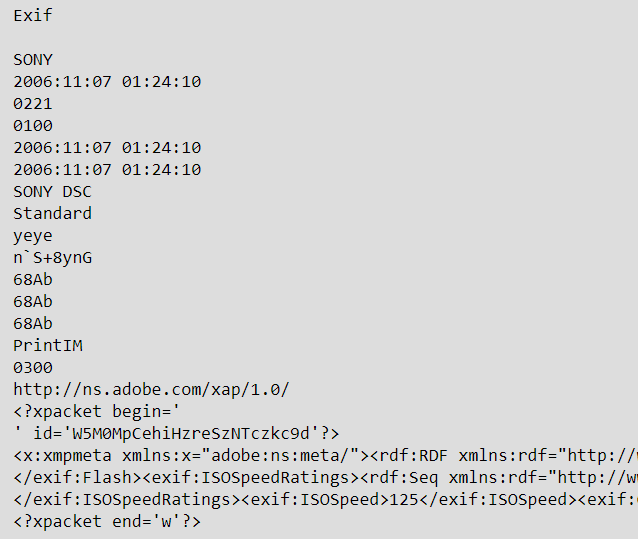 Exif
SONY
2006:11:07 01:24:10
0221
0100
2006:11:07 01:24:10
2006:11:07 01:24:10
SONY DSC
Standard
yeye
n`S+8ynG
68Ab
68Ab
68Ab
PrintIM
0300
http://ns.adobe.com/xap/1.0/
<?xpacket begin='
' id='W5M0MpCehiHzreSzNTczkc9d'?>
<x:xmpmeta xmlns:x="adobe:ns:meta/"><rdf:RDF xmlns:rdf="http://w
</exif:Flash><exif:ISOSpeedRatings><rdf:Seq xmlns:rdf="http://ww
</exif:ISOSpeedRatings><exif:ISOSpeed>125</exif:ISOSpeed><exif:
<?xpacket end='w'?>